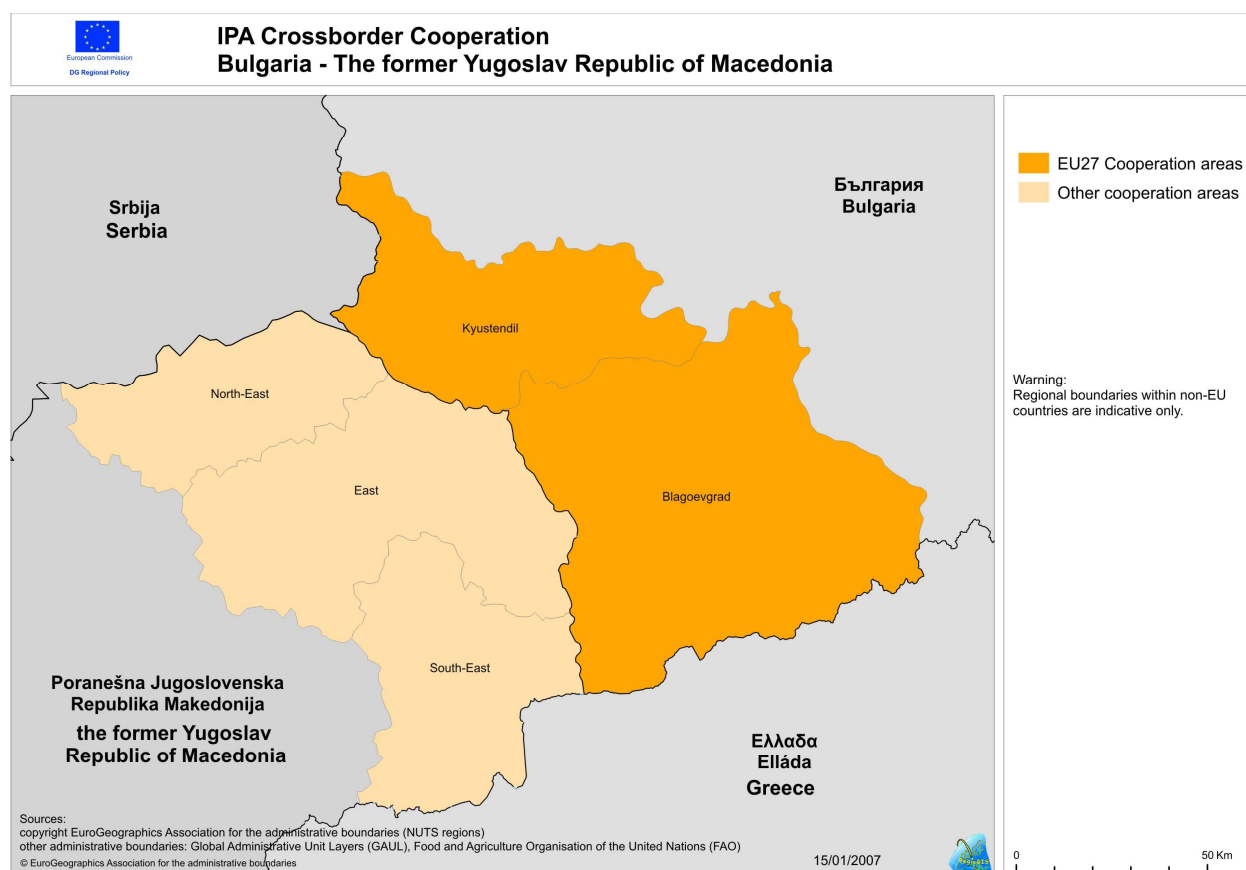 European Commission
DG Regional Policy
IPA Crossborder Cooperation
Bulgaria - The former Yugoslav Republic of Macedonia
EU27 Cooperation areas
Other cooperation areas
България
Bulgaria
Srbija
Serbia
Kyustendil
North-East
Warning:
Regional boundaries within non-EU
countries are indicative only.
East
Blagoevgrad
South-East
Poranešna Jugoslovenska
Republika Makedonija
the former Yugoslav
Republic of Macedonia
Ελλαδα
Elláda
Greece
Sources:
copyright EuroGeographics Association for the administrative boundaries (NUTS regions)
other administrative boundaries: Global Administrative Unit Layers (GAUL), Food and Agriculture Organisation of the United Nations (FAO)
© EuroGeographics Association for the administrative boundaries
15/01/2007
RegioGIS
0 50 Km